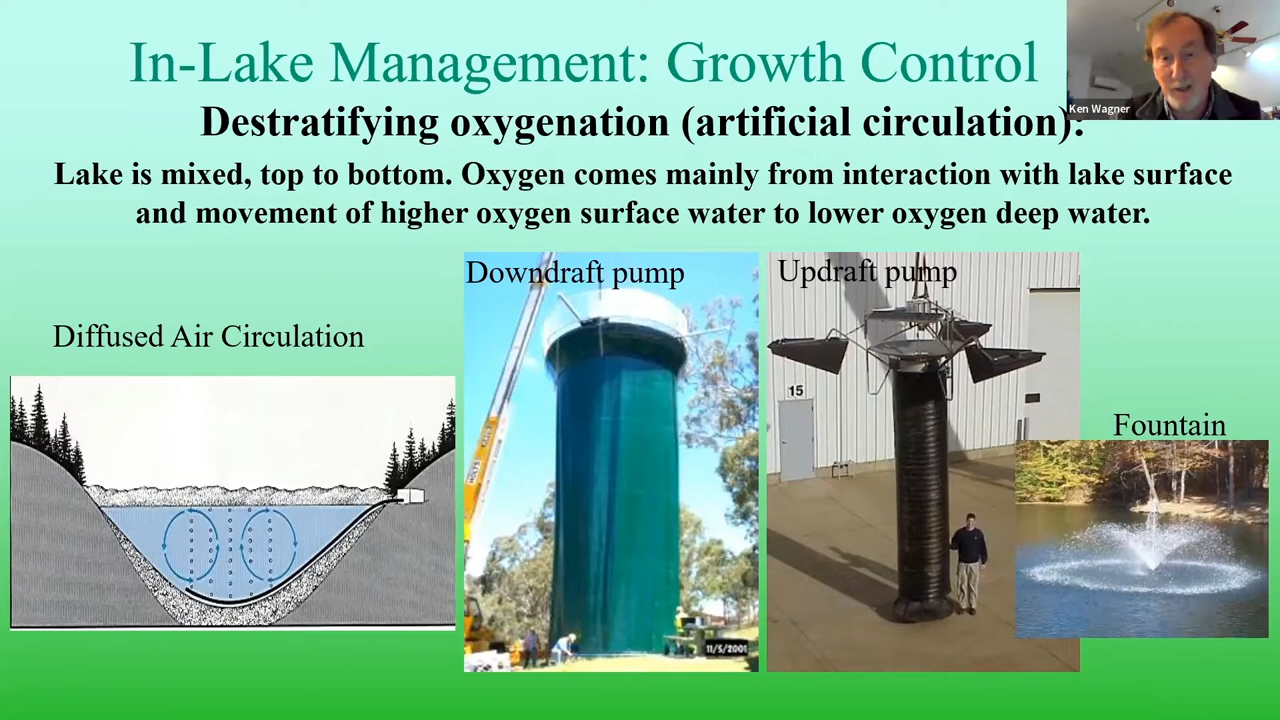 In-Lake Management: Growth Control
Ken Wagner
Destratifying oxygenation (artificial circulation):
Lake is mixed, top to bottom. Oxygen comes mainly from interaction with lake surface
and movement of higher oxygen surface water to lower oxygen deep water.
Diffused Air Circulation
Downdraft pump
11/5/2001
Updraft pump
15
Fountain